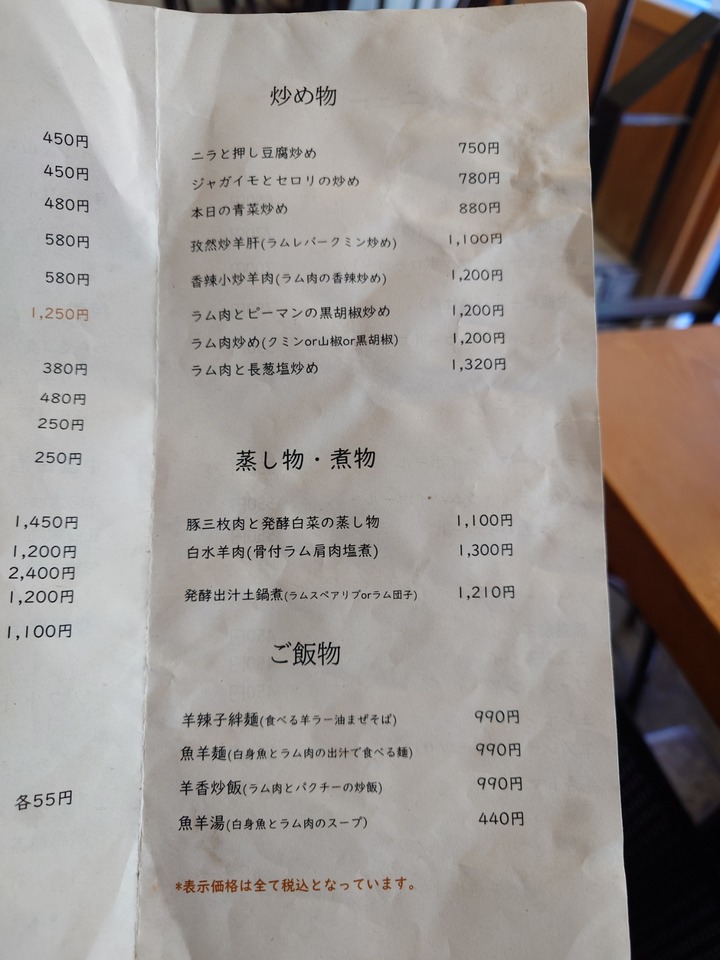 450円
450円
480円
580円
580円
1,250円
380円
480円
250円
250円
1,450円
1,200円
2,400円
1,200円
1,100円
各55円
炒め物
ニラと押し豆腐炒め 750円
ジャガイモとセロリの炒め 780円
本日の青菜炒め 880円
孜然炒羊肝(ラムレバークミン炒め) 1,100円
香辣小炒羊肉(ラム肉の香辣炒め) 1,200円
ラム肉とピーマンの黒胡椒炒め 1,200円
ラム肉炒め(クミンor山椒or黒胡椒) 1,200円
ラム肉と長葱塩炒め 1,320円
蒸し物・煮物
豚三枚肉と発酵白菜の蒸し物 1,100円
白水羊肉(骨付ラム肩肉塩煮) 1,300円
発酵出汁土鍋煮(ラムスペアリブorラム団子) 1,210円
ご飯物
羊辣子絆麺(食べる羊ラー油まぜそば) 990円
魚羊麺(白身魚とラム肉の出汁で食べる麺) 990円
羊香炒飯(ラム肉とパクチーの炒飯) 990円
魚羊湯(白身魚とラム肉のスープ) 440円
*表示価格は全て税込となっています。